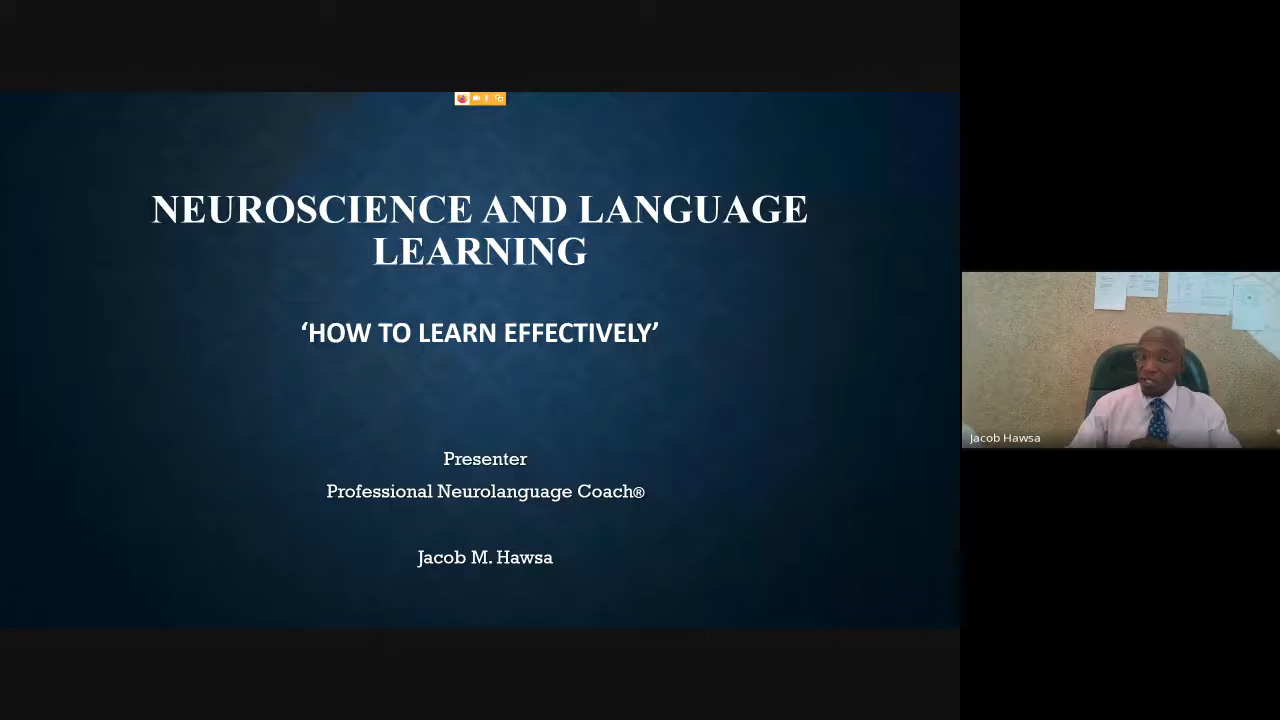 NEUROSCIENCE AND LANGUAGE
LEARNING
‘HOW TO LEARN EFFECTIVELY’
Presenter
Professional Neurolanguage Coach®
Jacob M. Hawsa
Jacob Hawsa